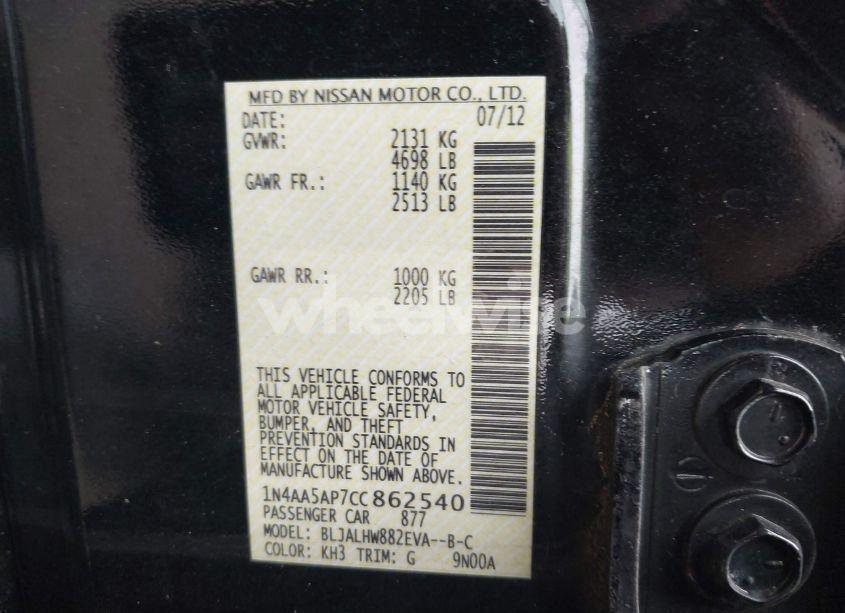 MFD BY NISSAN MOTOR CO., LTD.
DATE: 07/12
GVWR: 2131 KG
4698 LB
GAWR FR.: 1140 KG
2513 LB
GAWR RR.: 1000 KG
2205 LB
wheelwire
THIS VEHICLE CONFORMS TO
ALL APPLICABLE FEDERAL
MOTOR VEHICLE SAFETY,
BUMPER, AND THEFT
PREVENTION STANDARDS IN
EFFECT ON THE DATE OF
MANUFACTURE SHOWN ABOVE.
1N4AA5AP7CC862540
PASSENGER CAR 877
MODEL: BLJALHW882EVA--B-C
COLOR: KH3 TRIM: G 9N00A